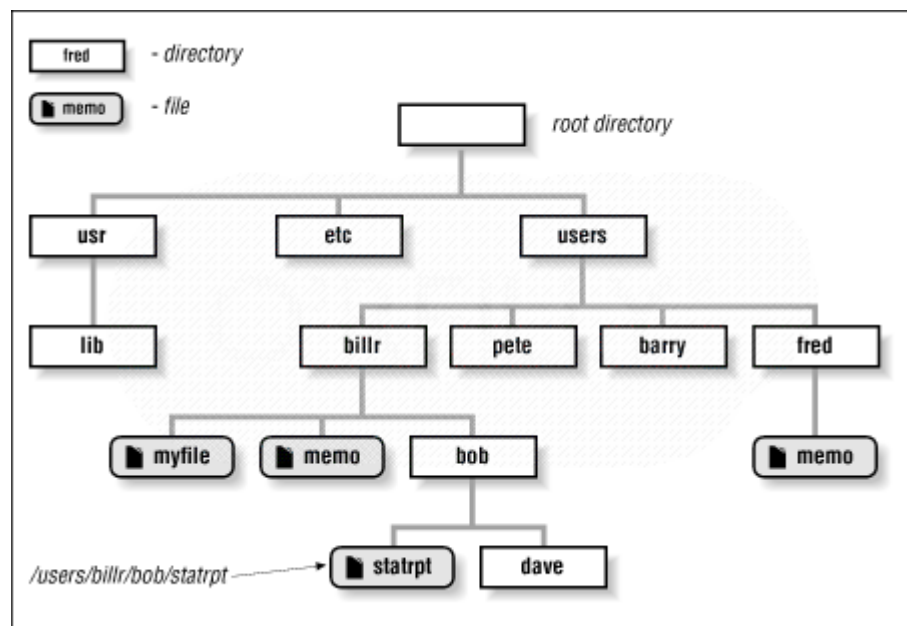 fred - directory
memo - file
root directory
usr etc users
lib billr pete barry fred
myfile memo bob memo
/users/billr/bob/statrpt statrpt dave